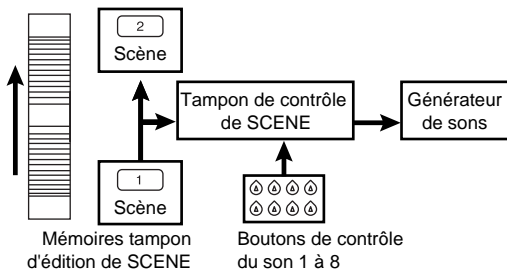 2
Scène
Tampon de contrôle
de SCENE
Générateur
de sons
1
Scène
Mémoires tampon
d'édition de SCENE
Boutons de contrôle
du son 1 à 8